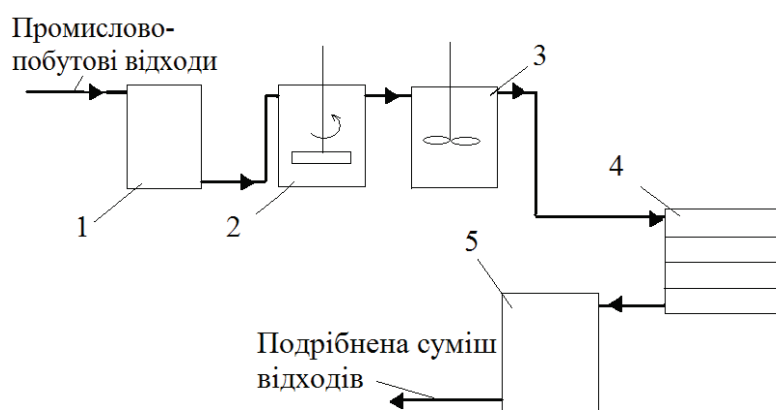 Промислово-
побутові відходи
3
4
1
2
5
Подрібнена суміш
відходів